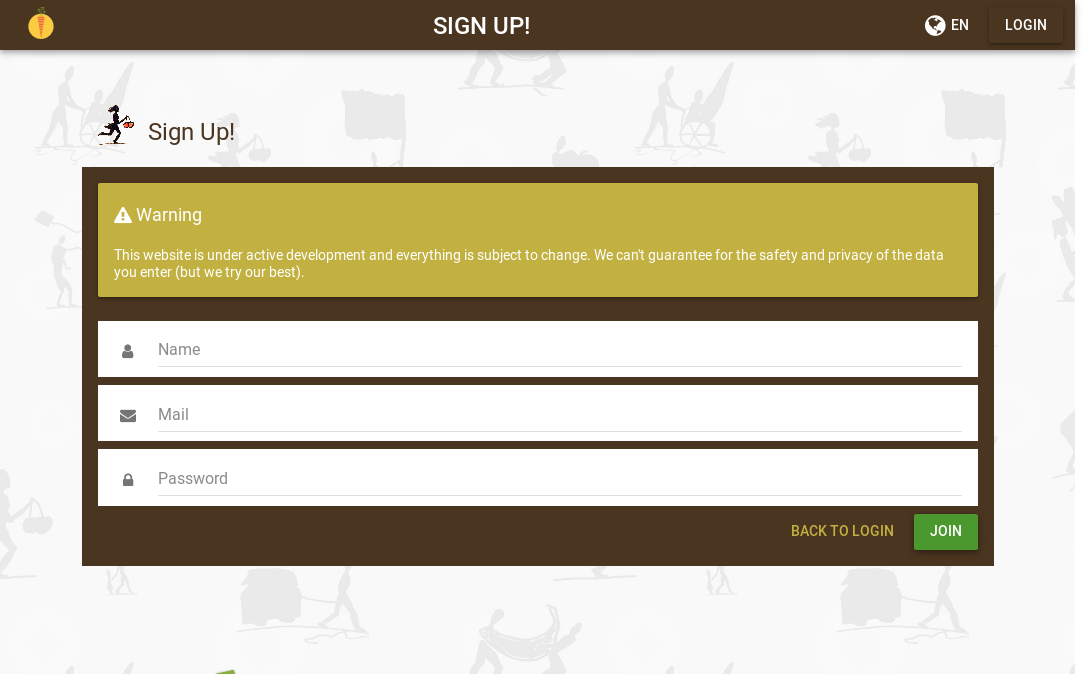 SIGN UP!
EN
LOGIN
Sign Up!
Warning
This website is under active development and everything is subject to change. We can't guarantee for the safety and privacy of the data
you enter (but we try our best).
Name
Mail
Password
BACK TO LOGIN
JOIN